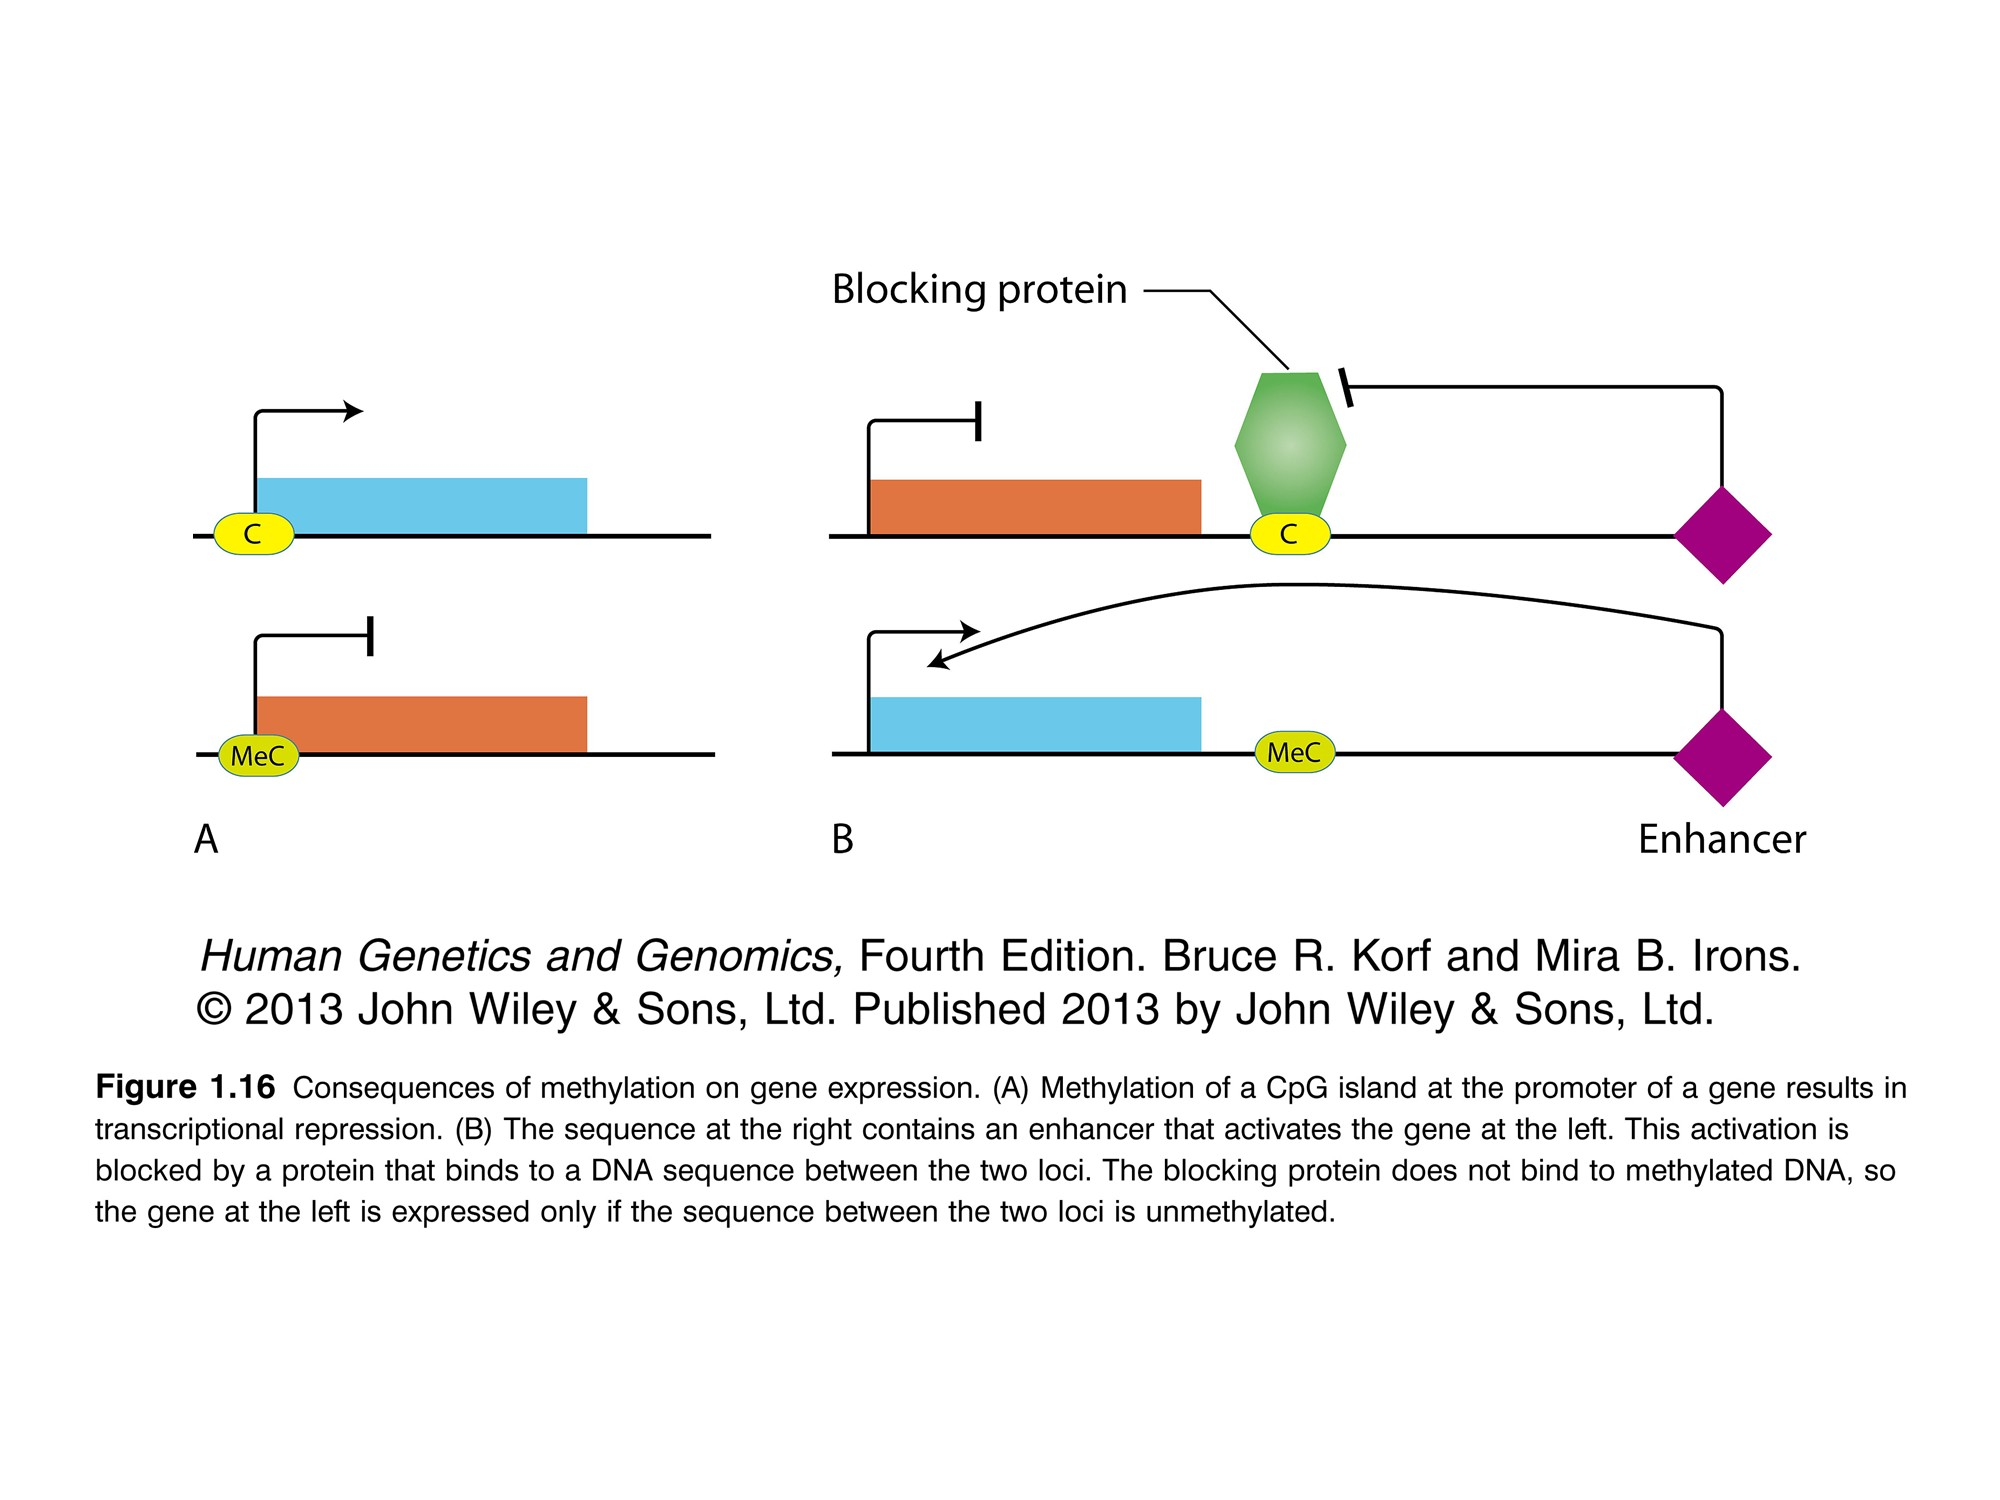 Blocking protein
C
C
MeC
MeC
A
B
Enhancer
Human Genetics and Genomics, Fourth Edition. Bruce R. Korf and Mira B. Irons.
© 2013 John Wiley & Sons, Ltd. Published 2013 by John Wiley & Sons, Ltd.
Figure 1.16 Consequences of methylation on gene expression. (A) Methylation of a CpG island at the promoter of a gene results in
transcriptional repression. (B) The sequence at the right contains an enhancer that activates the gene at the left. This activation is
blocked by a protein that binds to a DNA sequence between the two loci. The blocking protein does not bind to methylated DNA, so
the gene at the left is expressed only if the sequence between the two loci is unmethylated.